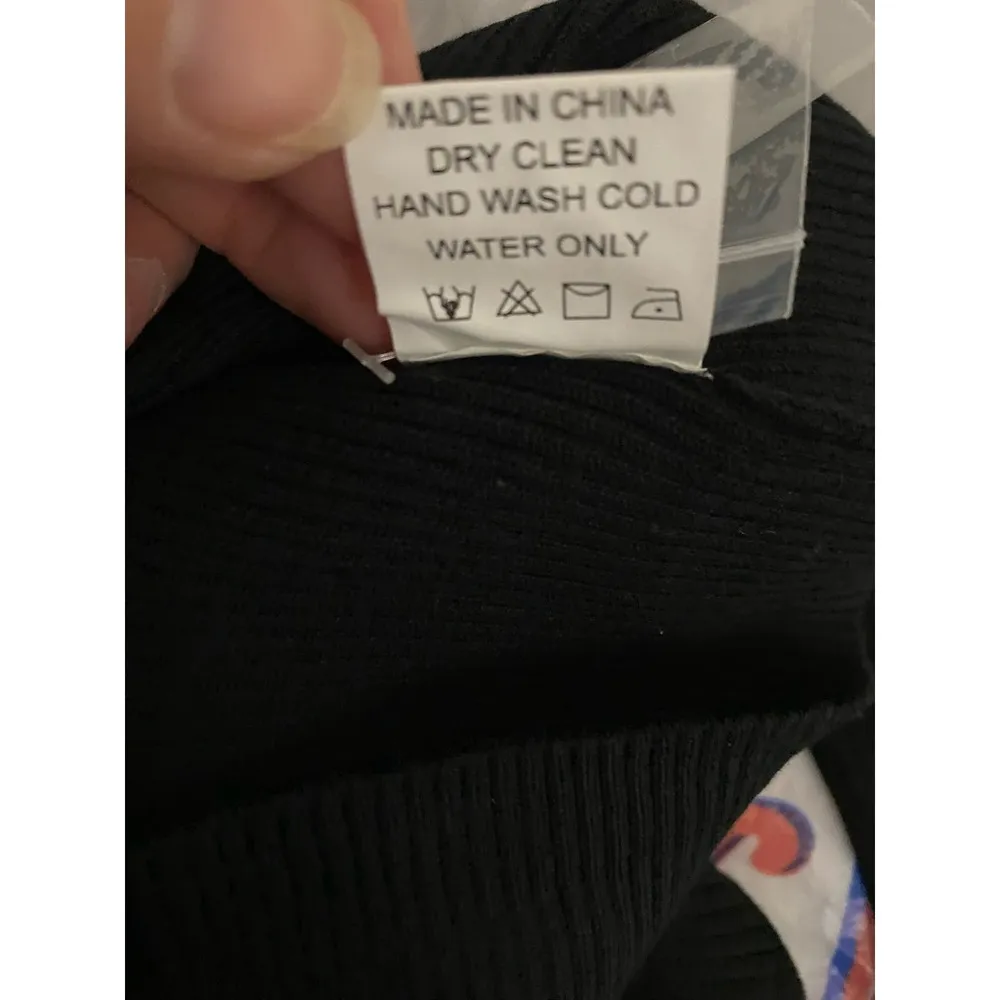 MADE IN CHINA
DRY CLEAN
HAND WASH COLD
WATER ONLY